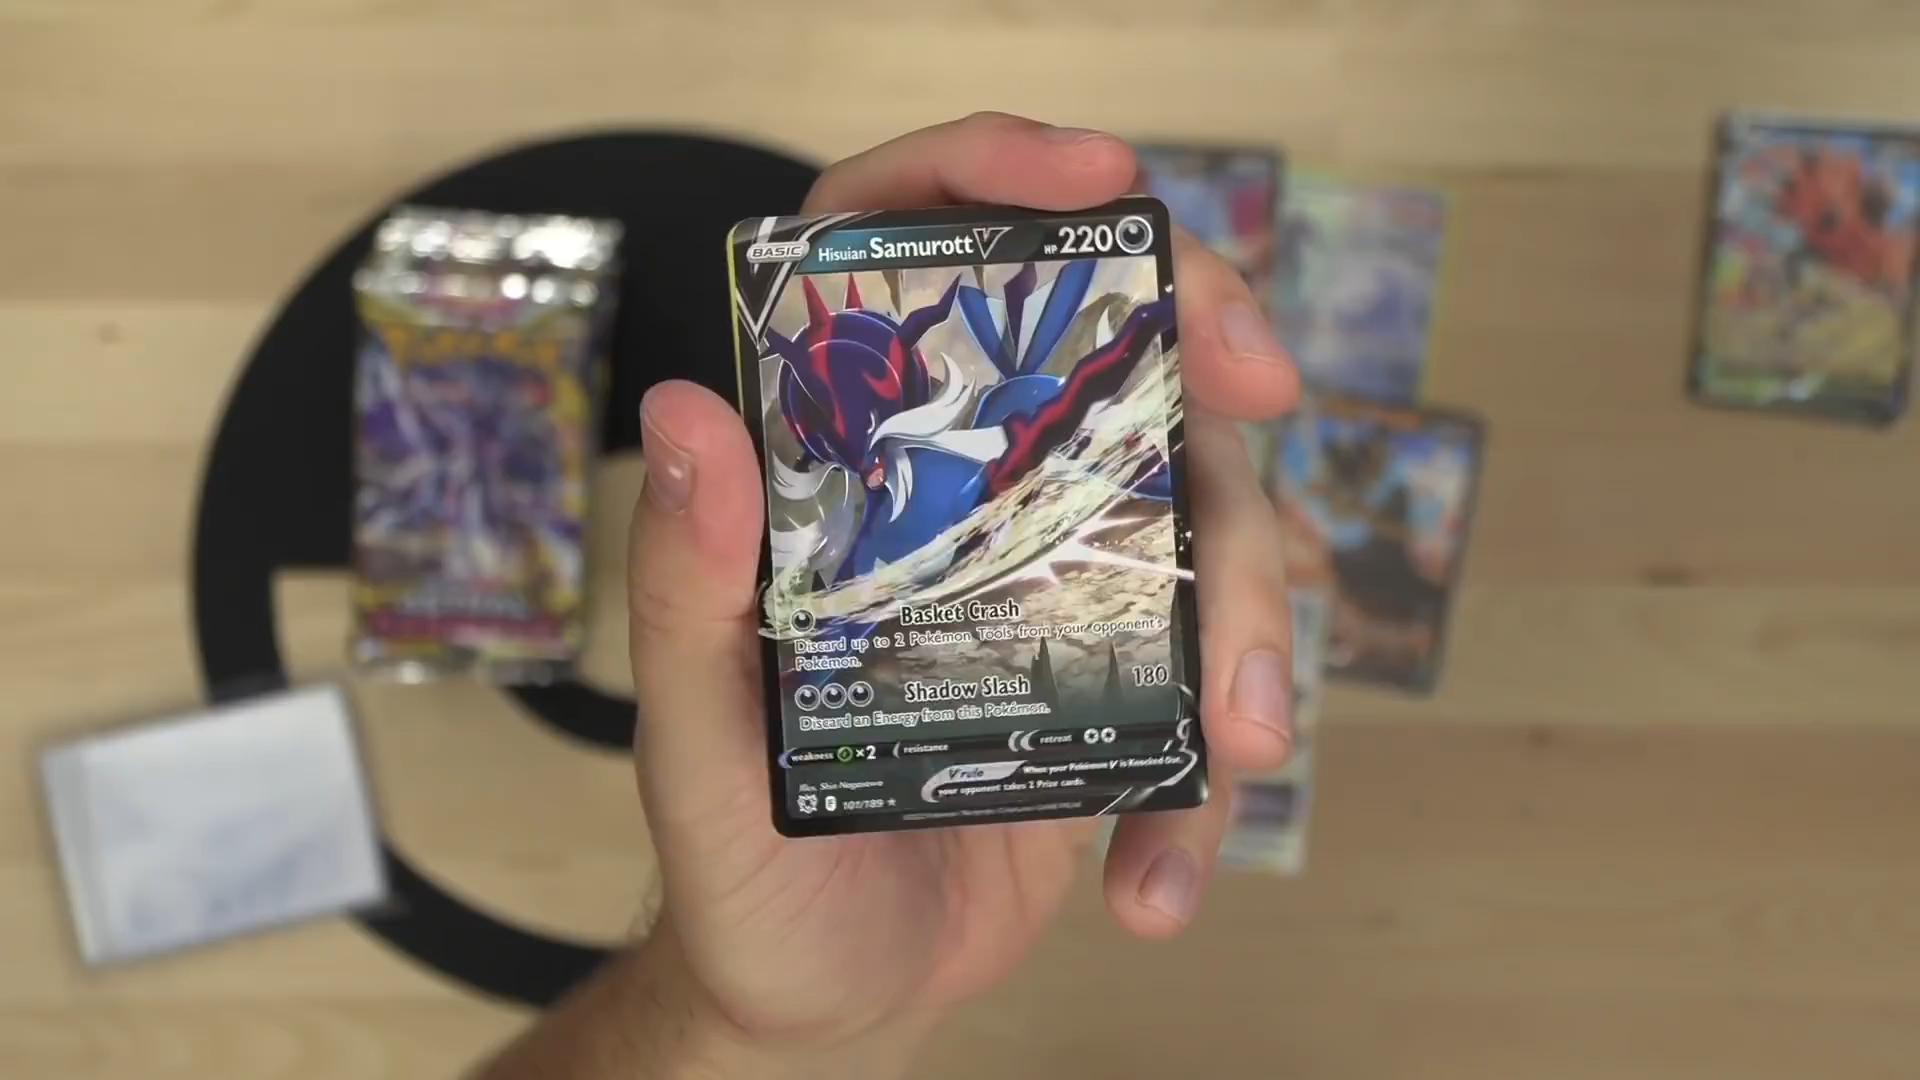 BASIC Hisuian Samurott V HP 220
Basket Crash
Discard up to 2 Pokémon Tools from your opponent's
Pokémon.
Shadow Slash 180
Discard an Energy from this Pokémon.
weakness ×2 resistance retreat
V rule When your Pokémon V is Knocked Out,
your opponent takes 2 Prize cards.
Illus. Shin Nagasawa
F 101/189
Pokémon